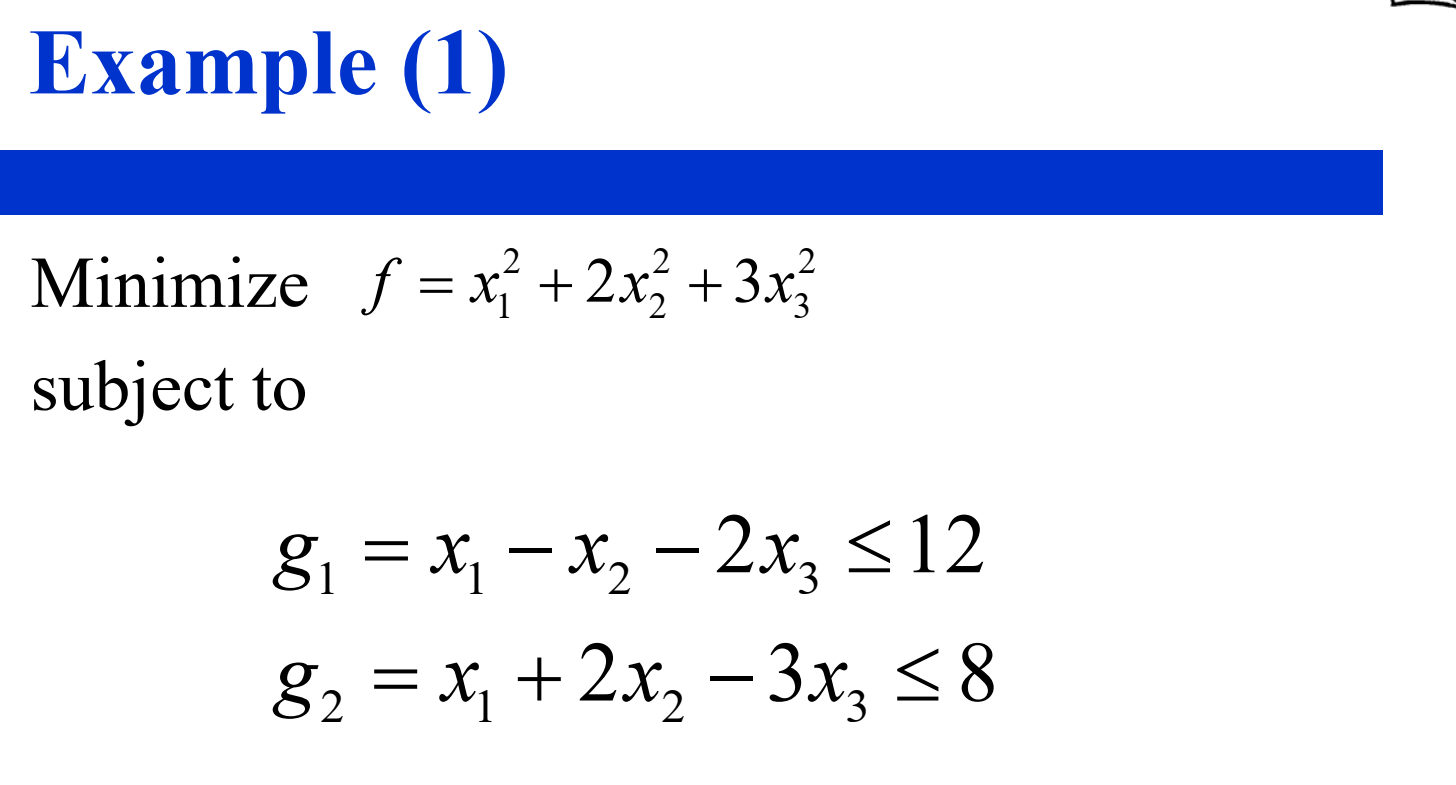 Example (1)
Minimize f = x₁² + 2x₂² + 3x₃²
subject to
g₁ = x₁ − x₂ − 2x₃ ≤ 12
g₂ = x₁ + 2x₂ − 3x₃ ≤ 8